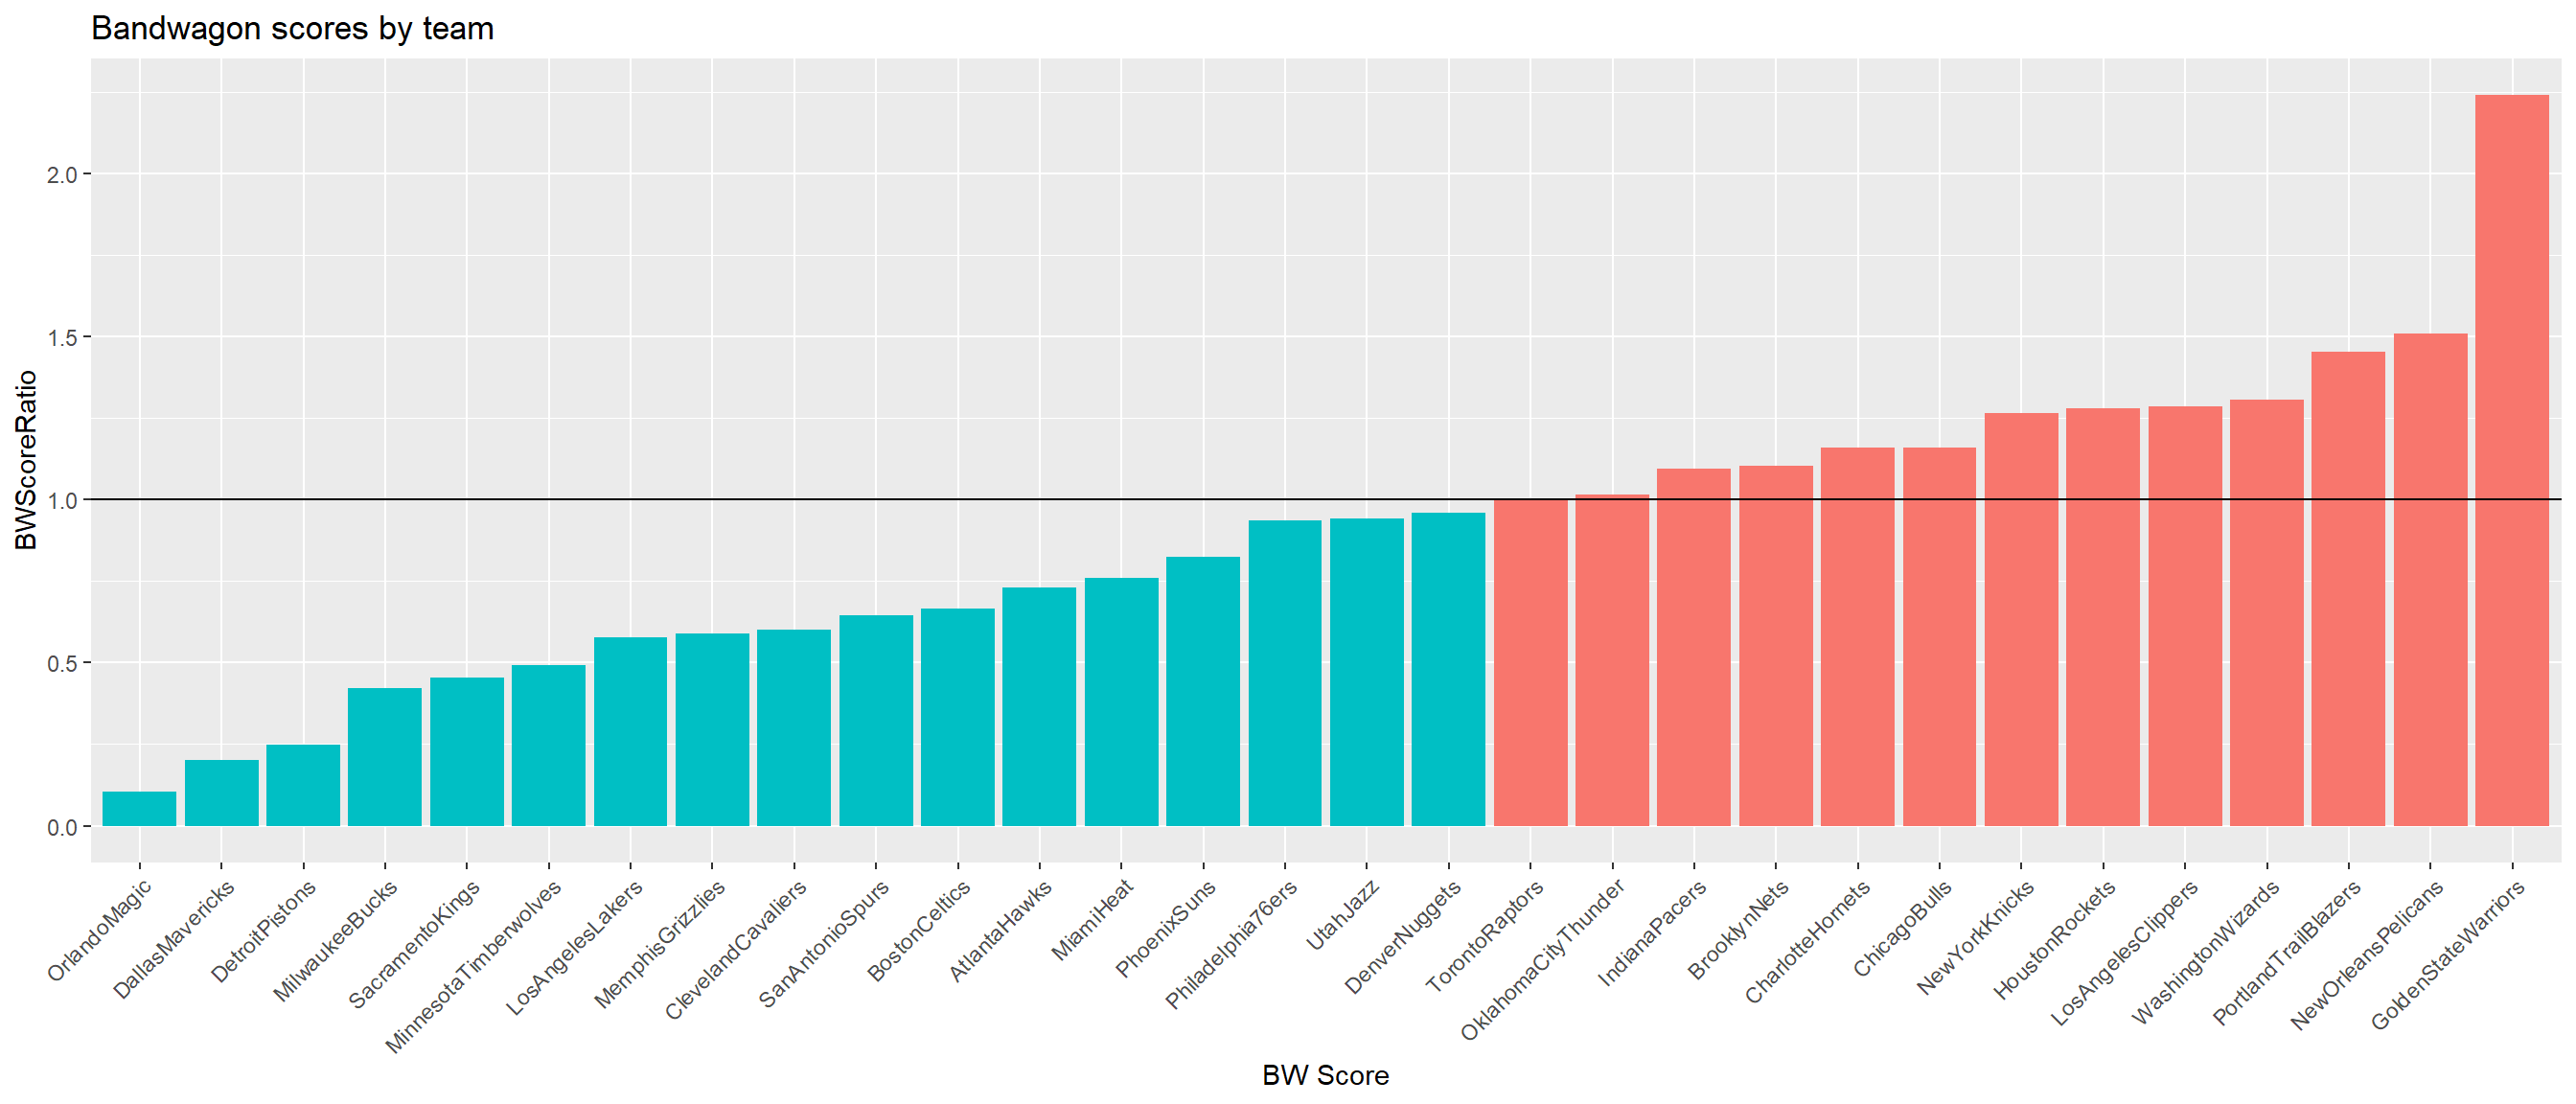 Bandwagon scores by team
BWScoreRatio
2.0
1.5
1.0
0.5
0.0
OrlandoMagic
DallasMavericks
DetroitPistons
MilwaukeeBucks
SacramentoKings
MinnesotaTimberwolves
LosAngelesLakers
MemphisGrizzlies
ClevelandCavaliers
SanAntonioSpurs
BostonCeltics
AtlantaHawks
MiamiHeat
PhoenixSuns
Philadelphia76ers
UtahJazz
DenverNuggets
TorontoRaptors
OklahomaCityThunder
IndianaPacers
BrooklynNets
CharlotteHornets
ChicagoBulls
NewYorkKnicks
HoustonRockets
LosAngelesClippers
WashingtonWizards
PortlandTrailBlazers
NewOrleansPelicans
GoldenStateWarriors
BW Score